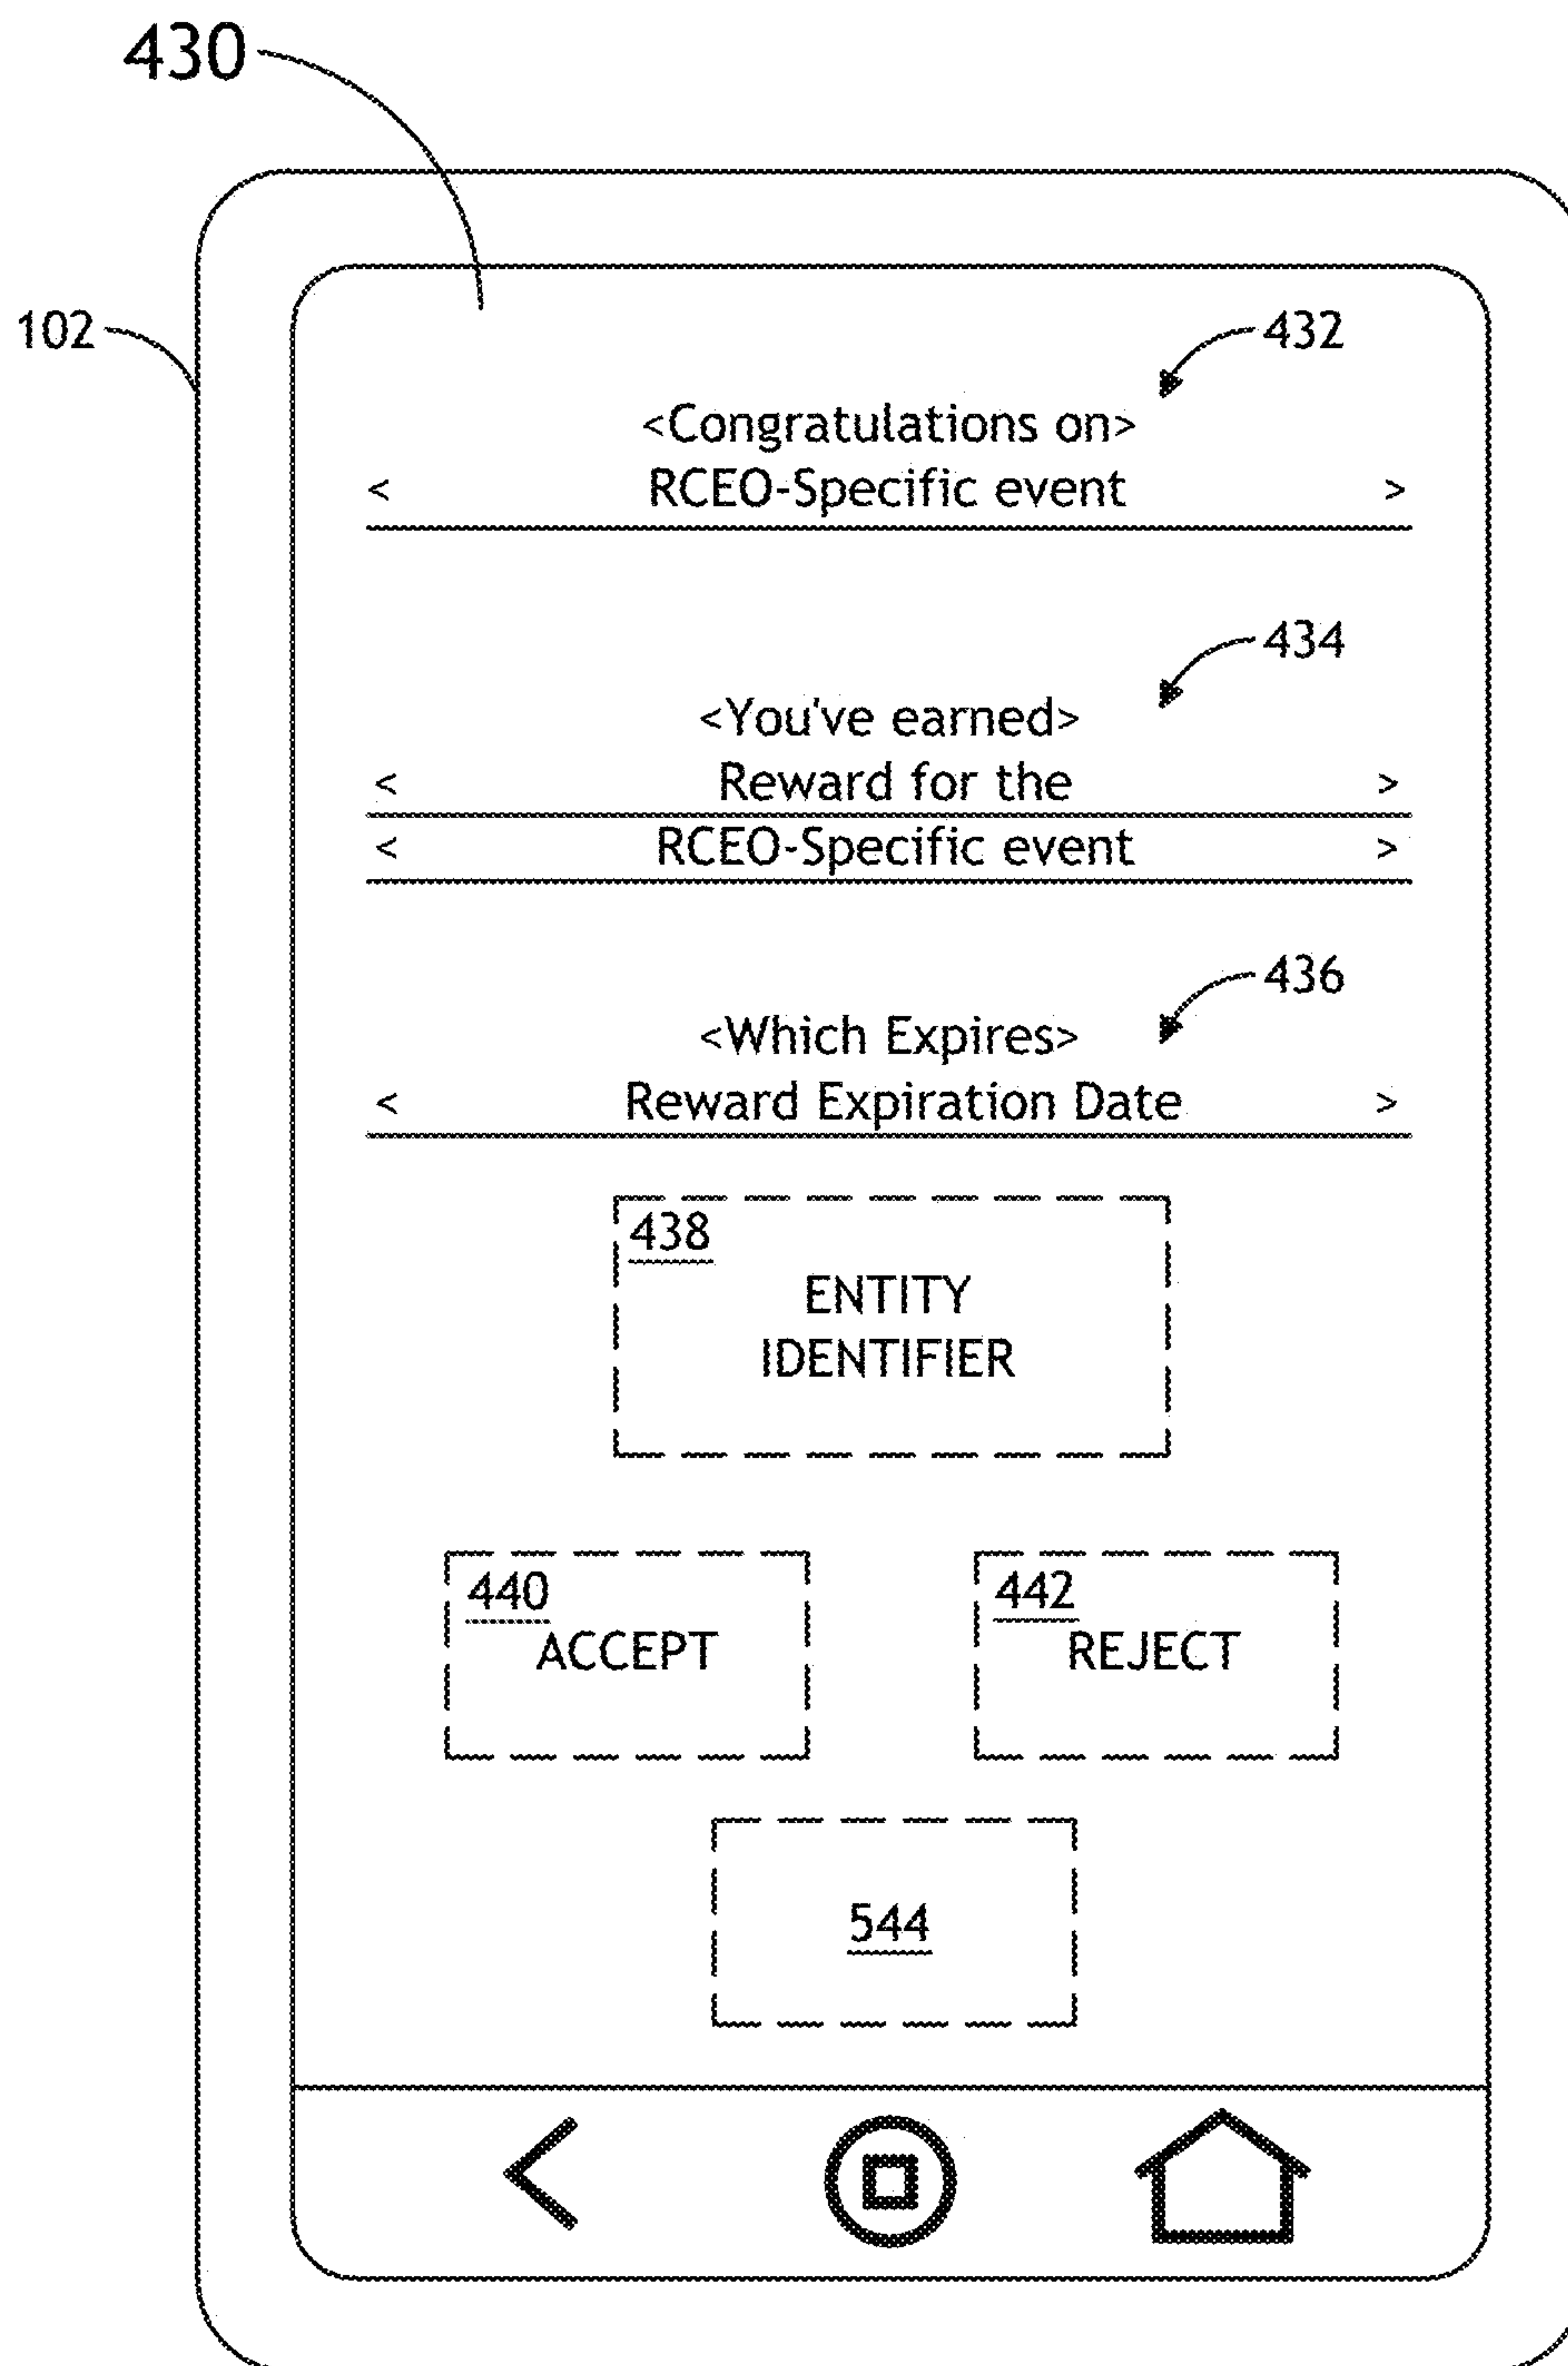 430
102
432
<Congratulations on>
< RCEO-Specific event >
434
<You've earned>
< Reward for the >
< RCEO-Specific event >
436
<Which Expires>
< Reward Expiration Date >
438
ENTITY
IDENTIFIER
440
ACCEPT
442
REJECT
544